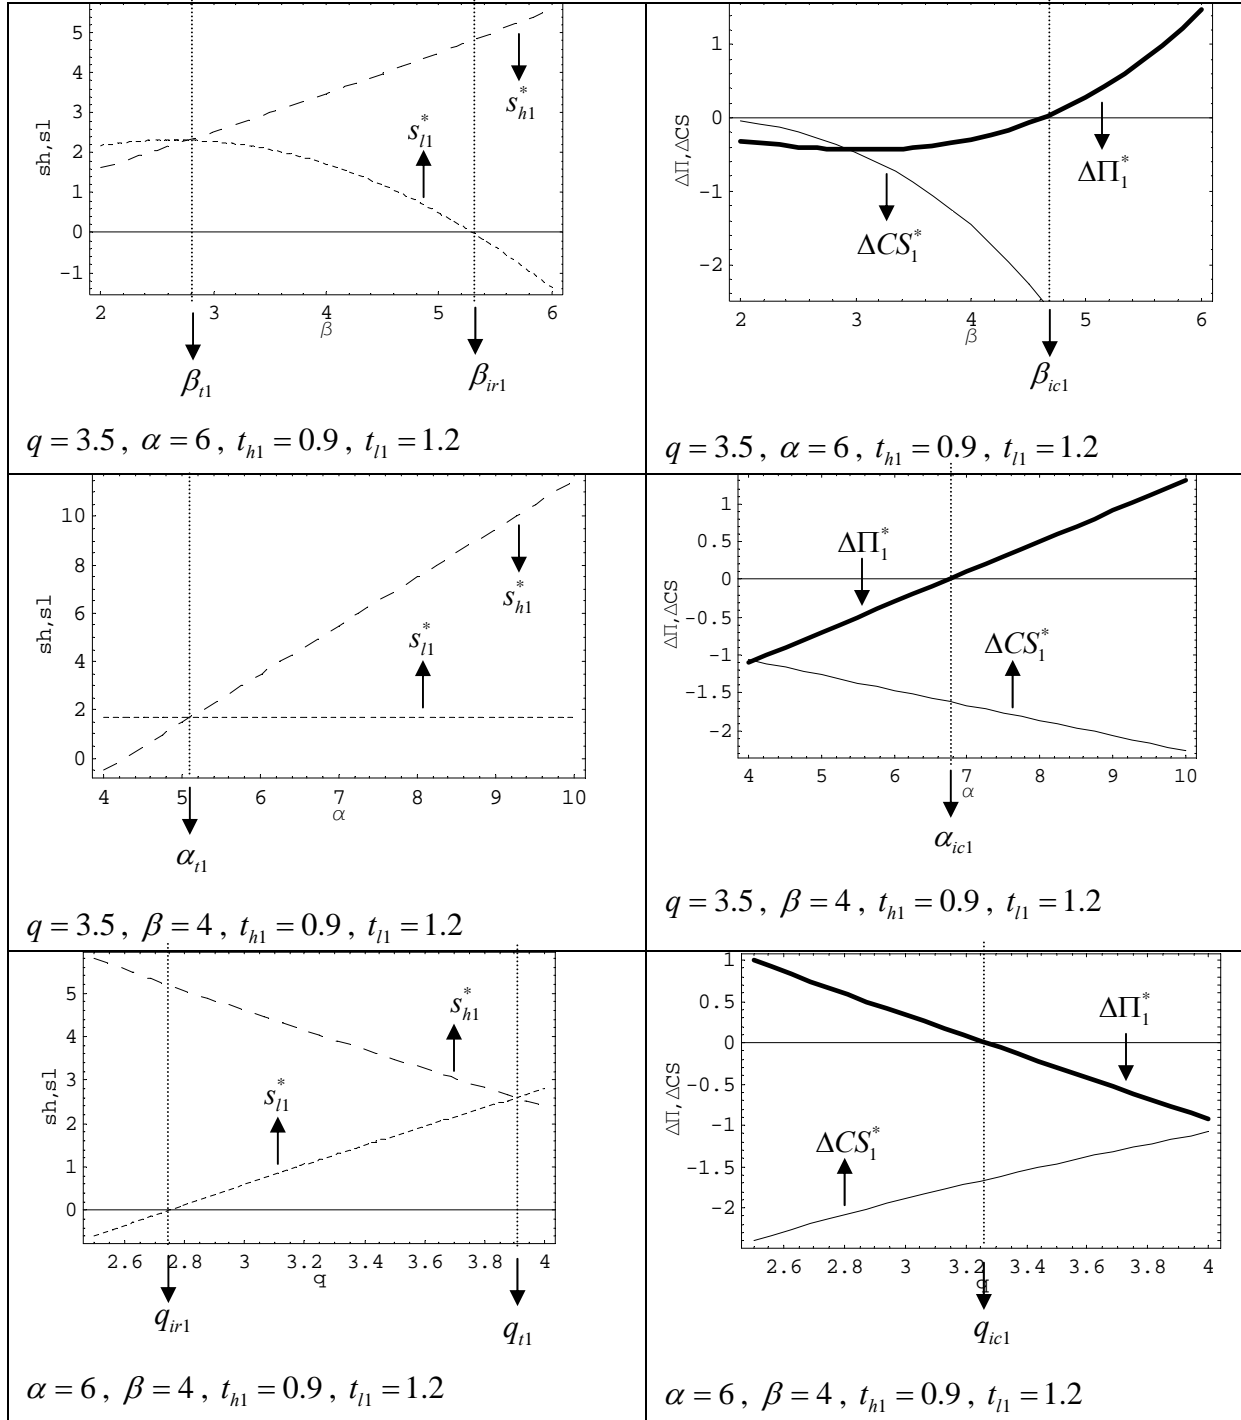 sh,sl
5
4
3
2
1
0
-1
s*h1
s*l1
2 3 4 5 6
β
βt1 βir1
q = 3.5 , α = 6 , th1 = 0.9 , tl1 = 1.2
ΔΠ,ΔCS
1
0
-1
-2
ΔΠ*1
ΔCS*1
2 3 4 5 6
β
βic1
q = 3.5 , α = 6 , th1 = 0.9 , tl1 = 1.2
sh,sl
10
8
6
4
2
0
s*h1
s*l1
4 5 6 7 8 9 10
α
αt1
q = 3.5 , β = 4 , th1 = 0.9 , tl1 = 1.2
ΔΠ,ΔCS
1
0.5
0
-0.5
-1
-1.5
-2
ΔΠ*1
ΔCS*1
4 5 6 7 8 9 10
α
αic1
q = 3.5 , β = 4 , th1 = 0.9 , tl1 = 1.2
sh,sl
5
4
3
2
1
0
s*h1
s*l1
2.6 2.8 3 3.2 3.4 3.6 3.8 4
q
qir1 qt1
α = 6 , β = 4 , th1 = 0.9 , tl1 = 1.2
ΔΠ,ΔCS
1
0.5
0
-0.5
-1
-1.5
-2
ΔΠ*1
ΔCS*1
2.6 2.8 3 3.2 3.4 3.6 3.8 4
q
qic1
α = 6 , β = 4 , th1 = 0.9 , tl1 = 1.2